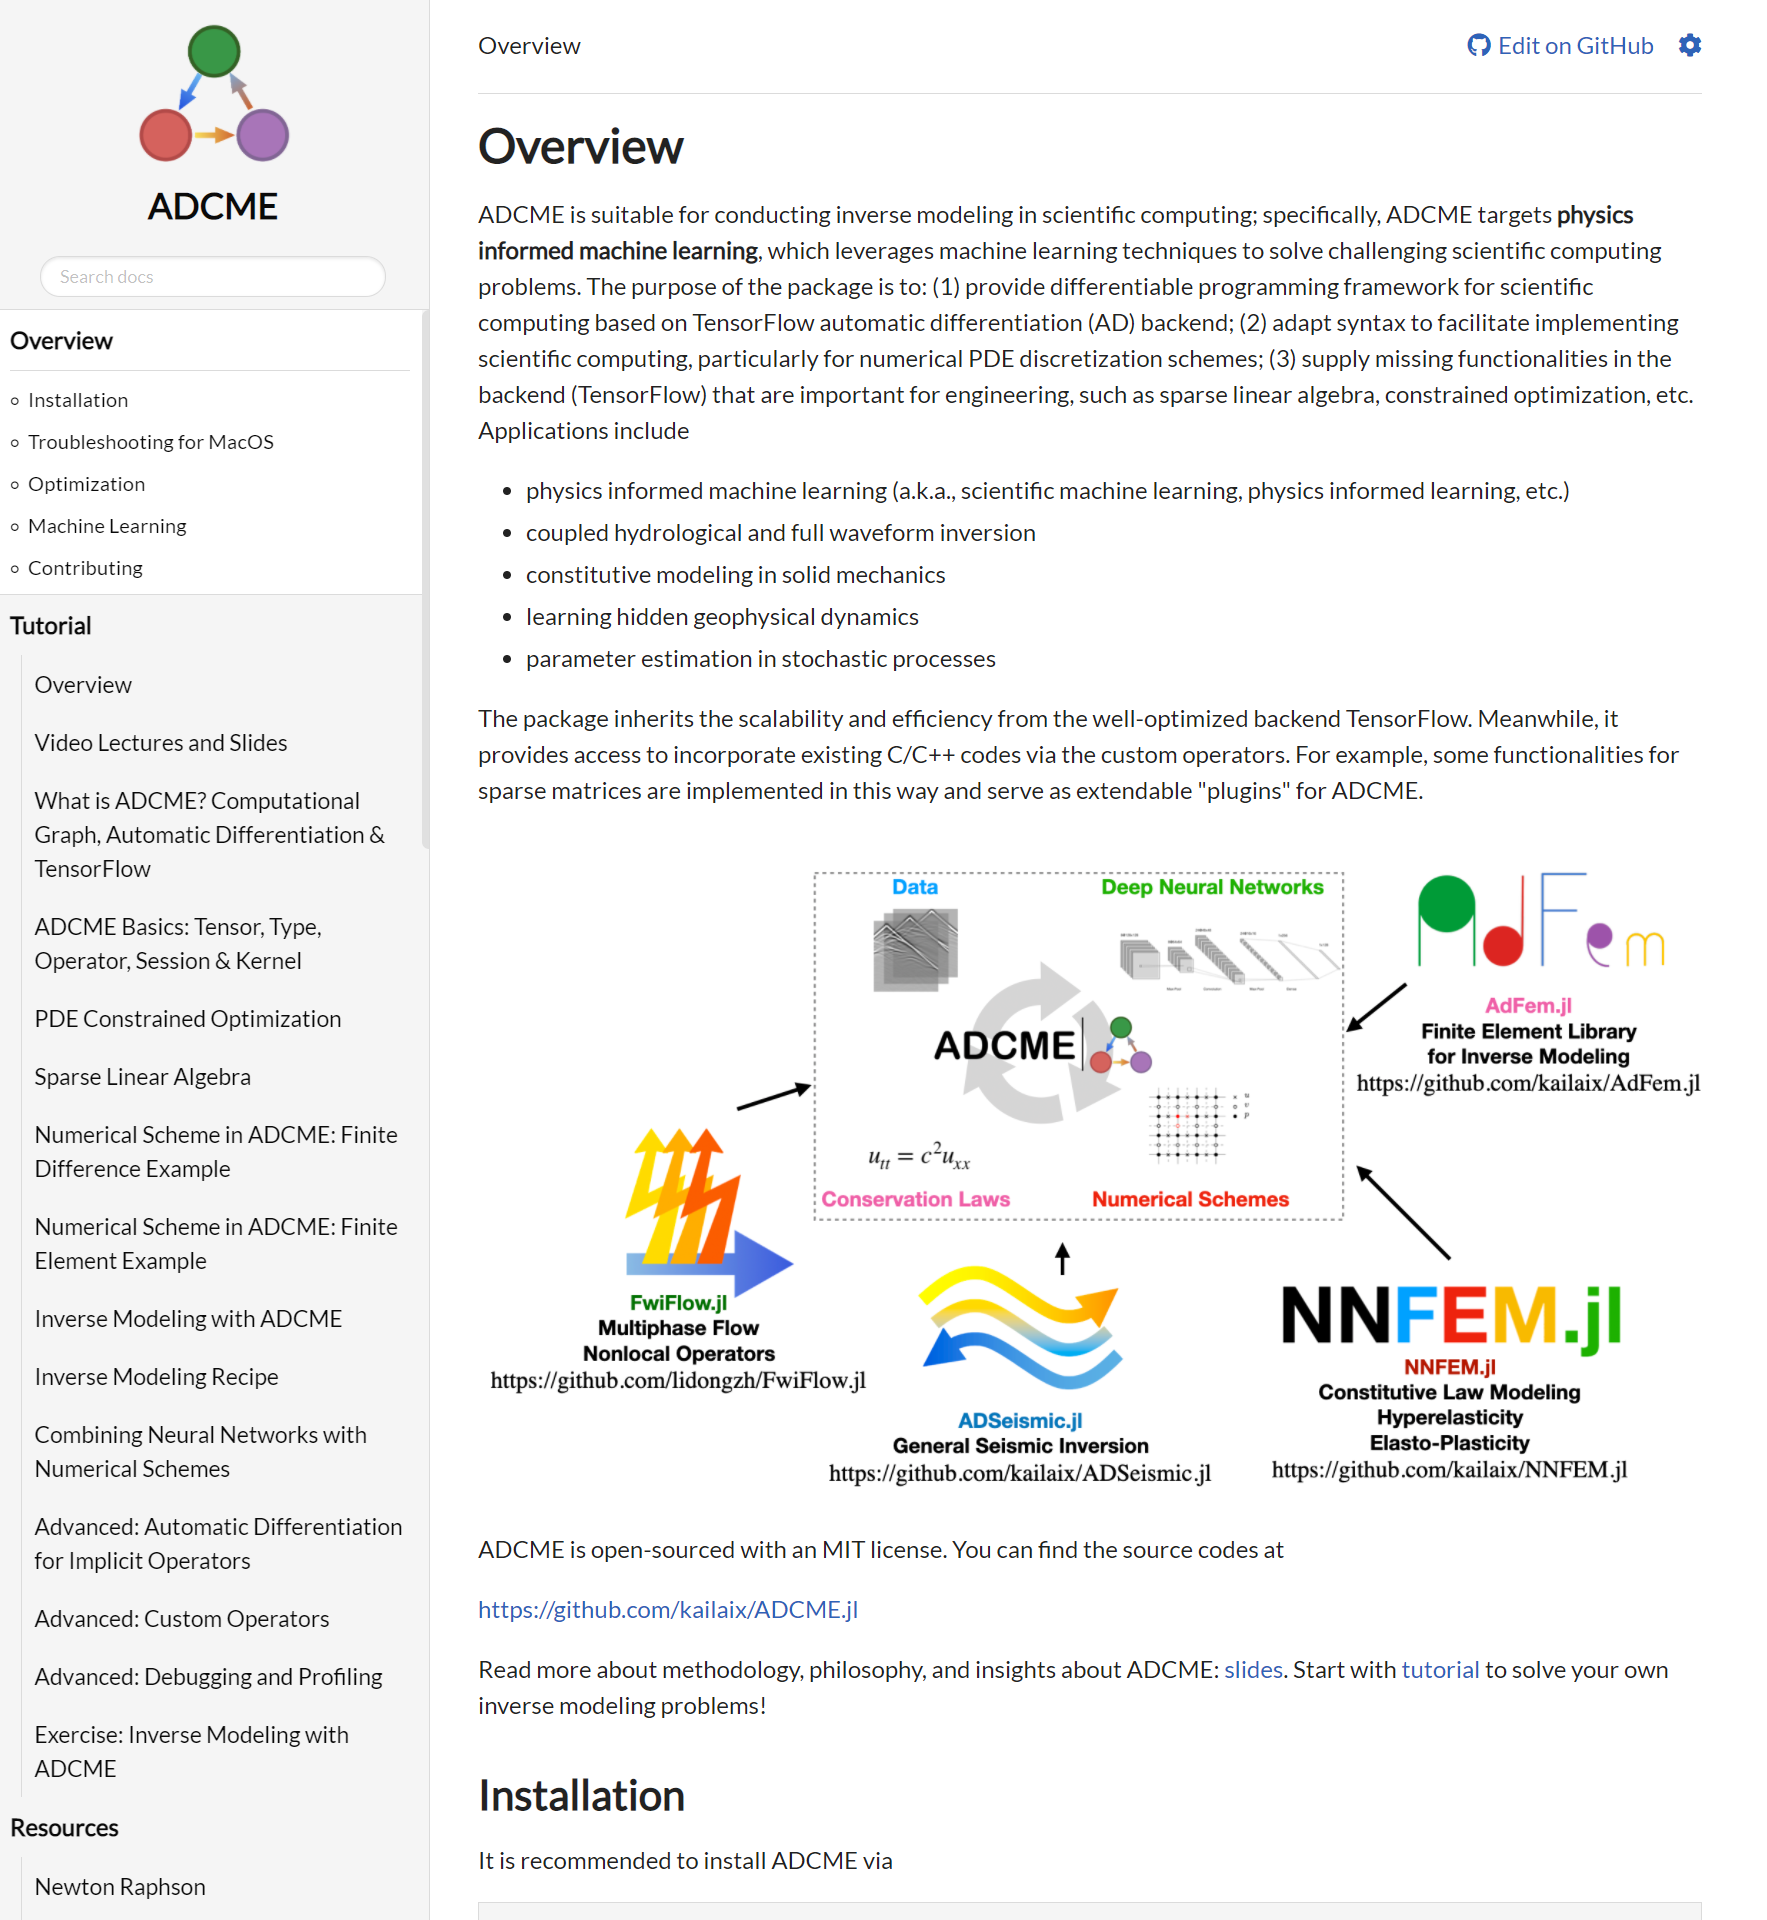 ADCME
Search docs
Overview
Installation
Troubleshooting for MacOS
Optimization
Machine Learning
Contributing
Tutorial
Overview
Video Lectures and Slides
What is ADCME? Computational
Graph, Automatic Differentiation &
TensorFlow
ADCME Basics: Tensor, Type,
Operator, Session & Kernel
PDE Constrained Optimization
Sparse Linear Algebra
Numerical Scheme in ADCME: Finite
Difference Example
Numerical Scheme in ADCME: Finite
Element Example
Inverse Modeling with ADCME
Inverse Modeling Recipe
Combining Neural Networks with
Numerical Schemes
Advanced: Automatic Differentiation
for Implicit Operators
Advanced: Custom Operators
Advanced: Debugging and Profiling
Exercise: Inverse Modeling with
ADCME
Resources
Newton Raphson
Overview
Edit on GitHub
Overview
ADCME is suitable for conducting inverse modeling in scientific computing; specifically, ADCME targets physics
informed machine learning, which leverages machine learning techniques to solve challenging scientific computing
problems. The purpose of the package is to: (1) provide differentiable programming framework for scientific
computing based on TensorFlow automatic differentiation (AD) backend; (2) adapt syntax to facilitate implementing
scientific computing, particularly for numerical PDE discretization schemes; (3) supply missing functionalities in the
backend (TensorFlow) that are important for engineering, such as sparse linear algebra, constrained optimization, etc.
Applications include
physics informed machine learning (a.k.a., scientific machine learning, physics informed learning, etc.)
coupled hydrological and full waveform inversion
constitutive modeling in solid mechanics
learning hidden geophysical dynamics
parameter estimation in stochastic processes
The package inherits the scalability and efficiency from the well-optimized backend TensorFlow. Meanwhile, it
provides access to incorporate existing C/C++ codes via the custom operators. For example, some functionalities for
sparse matrices are implemented in this way and serve as extendable "plugins" for ADCME.
Data
Deep Neural Networks
ADCME
u_tt = c²u_xx
Conservation Laws
Numerical Schemes
AdFem
AdFem.jl
Finite Element Library
for Inverse Modeling
https://github.com/kailaix/AdFem.jl
FwiFlow.jl
Multiphase Flow
Nonlocal Operators
https://github.com/lidongzh/FwiFlow.jl
ADSeismic.jl
General Seismic Inversion
https://github.com/kailaix/ADSeismic.jl
NNFEM.jl
NNFEM.jl
Constitutive Law Modeling
Hyperelasticity
Elasto-Plasticity
https://github.com/kailaix/NNFEM.jl
ADCME is open-sourced with an MIT license. You can find the source codes at
https://github.com/kailaix/ADCME.jl
Read more about methodology, philosophy, and insights about ADCME: slides. Start with tutorial to solve your own
inverse modeling problems!
Installation
It is recommended to install ADCME via